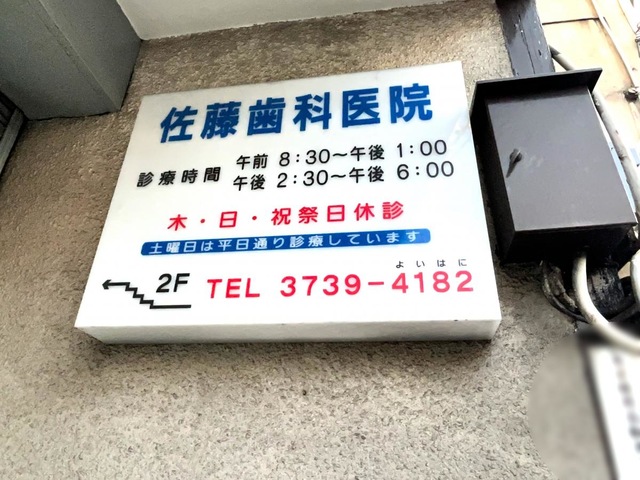 佐藤歯科医院
診療時間 午前 8:30〜午後 1:00
午後 2:30〜午後 6:00
木・日・祝祭日休診
土曜日は平日通り診療しています
よいはに
2F TEL 3739-4182